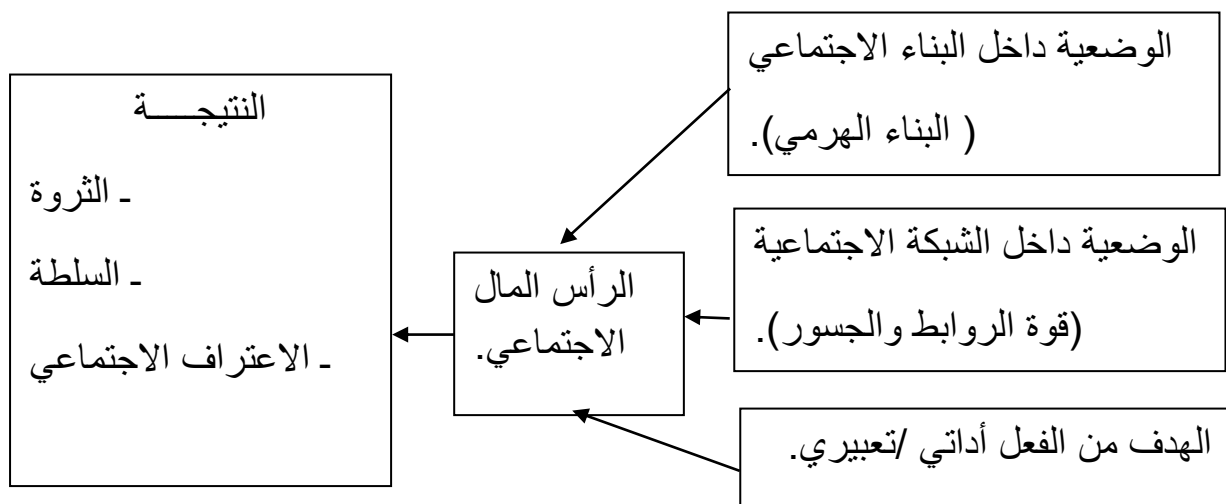 الوضعية داخل البناء الاجتماعي
( البناء الهرمي).
الوضعية داخل الشبكة الاجتماعية
(قوة الروابط والجسور).
الهدف من الفعل أداتي /تعبيري.
الرأس المال
الاجتماعي.
النتيجـــــة
ـ الثروة
ـ السلطة
ـ الاعتراف الاجتماعي